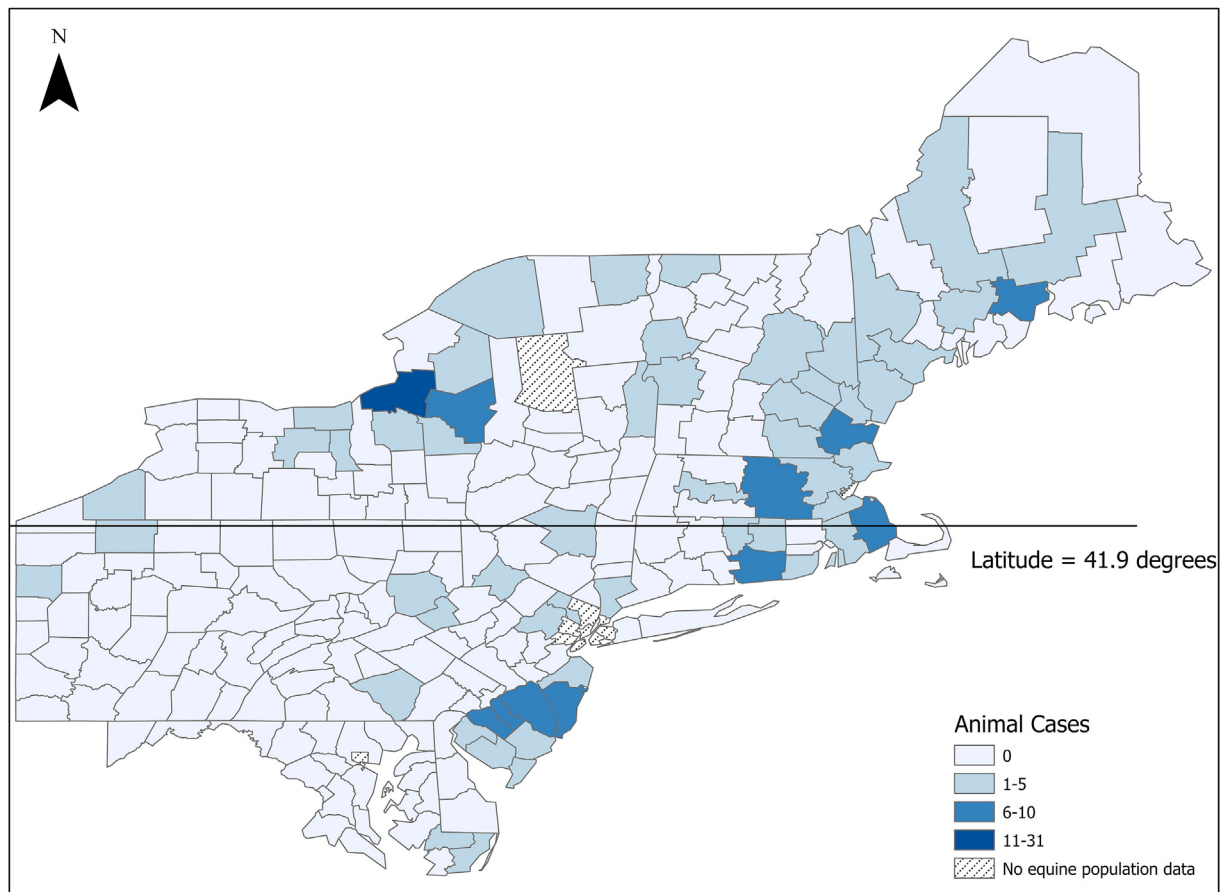 N
Latitude = 41.9 degrees
Animal Cases
0
1-5
6-10
11-31
No equine population data